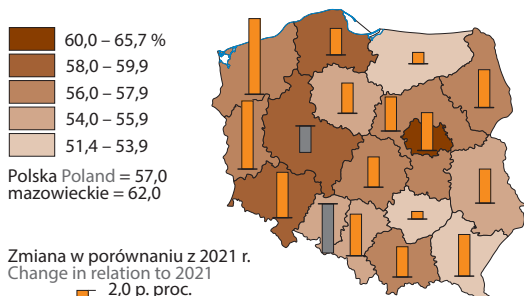 60,0 – 65,7 %
58,0 – 59,9
56,0 – 57,9
54,0 – 55,9
51,4 – 53,9
Polska Poland = 57,0
mazowieckie = 62,0
Zmiana w porównaniu z 2021 r.
Change in relation to 2021
2,0 p. proc.